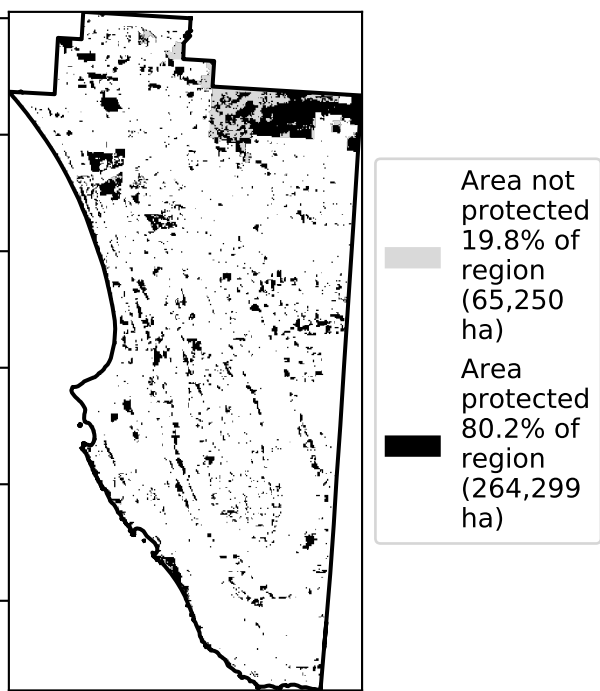 Area not
protected
19.8% of
region
(65,250
ha)
Area
protected
80.2% of
region
(264,299
ha)